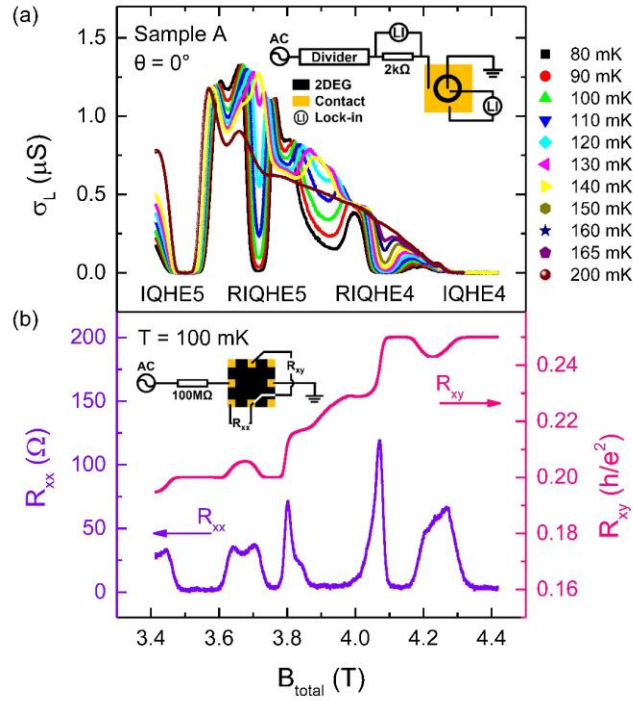 (a)
Sample A
θ = 0°
AC
Divider
LI
2kΩ
LI
2DEG
Contact
LI Lock-in
1.5
1.0
0.5
0.0
σL (μS)
IQHE5 RIQHE5 RIQHE4 IQHE4
80 mK
90 mK
100 mK
110 mK
120 mK
130 mK
140 mK
150 mK
160 mK
165 mK
200 mK
(b)
T = 100 mK
AC
100MΩ
Rxy
Rxx
200
150
100
50
0
Rxx (Ω)
Rxx
Rxy
0.24
0.22
0.20
0.18
0.16
Rxy (h/e²)
3.4 3.6 3.8 4.0 4.2 4.4
Btotal (T)